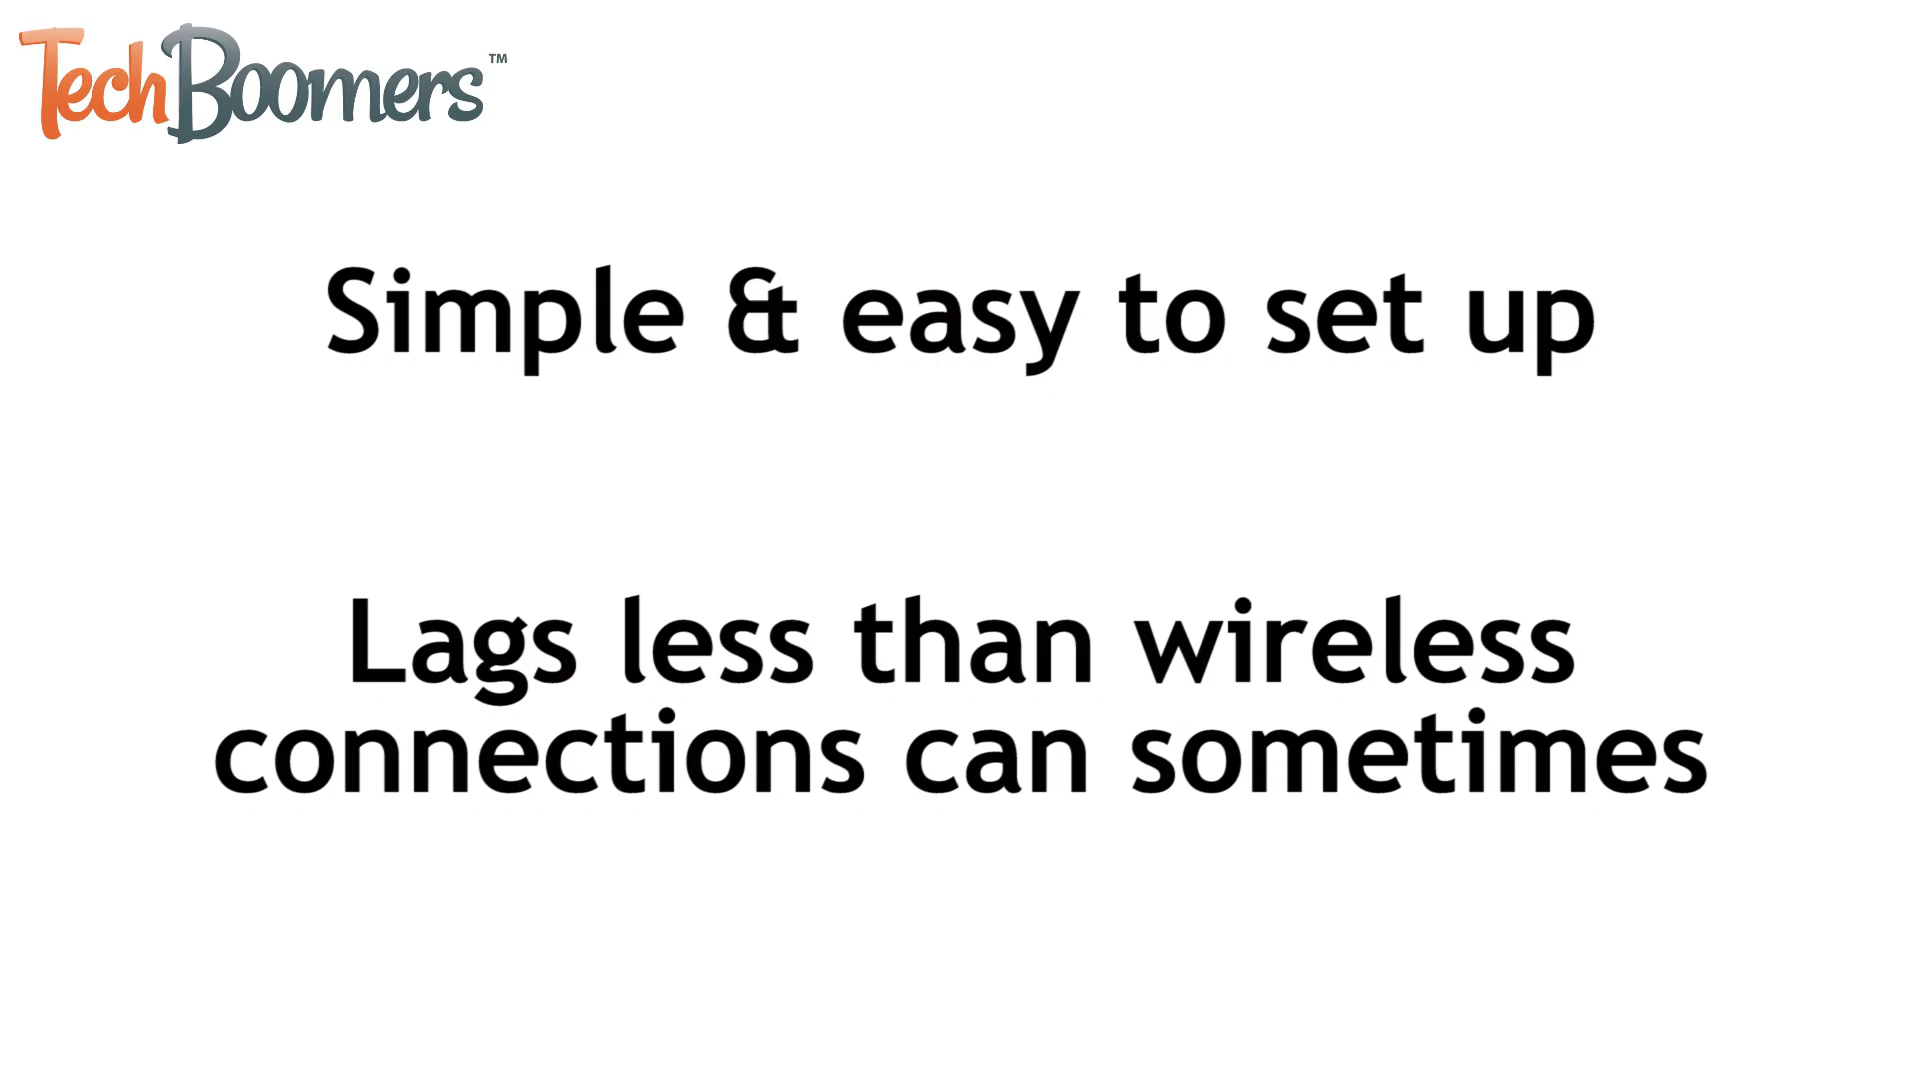 TechBoomers™
Simple & easy to set up
Lags less than wireless
connections can sometimes